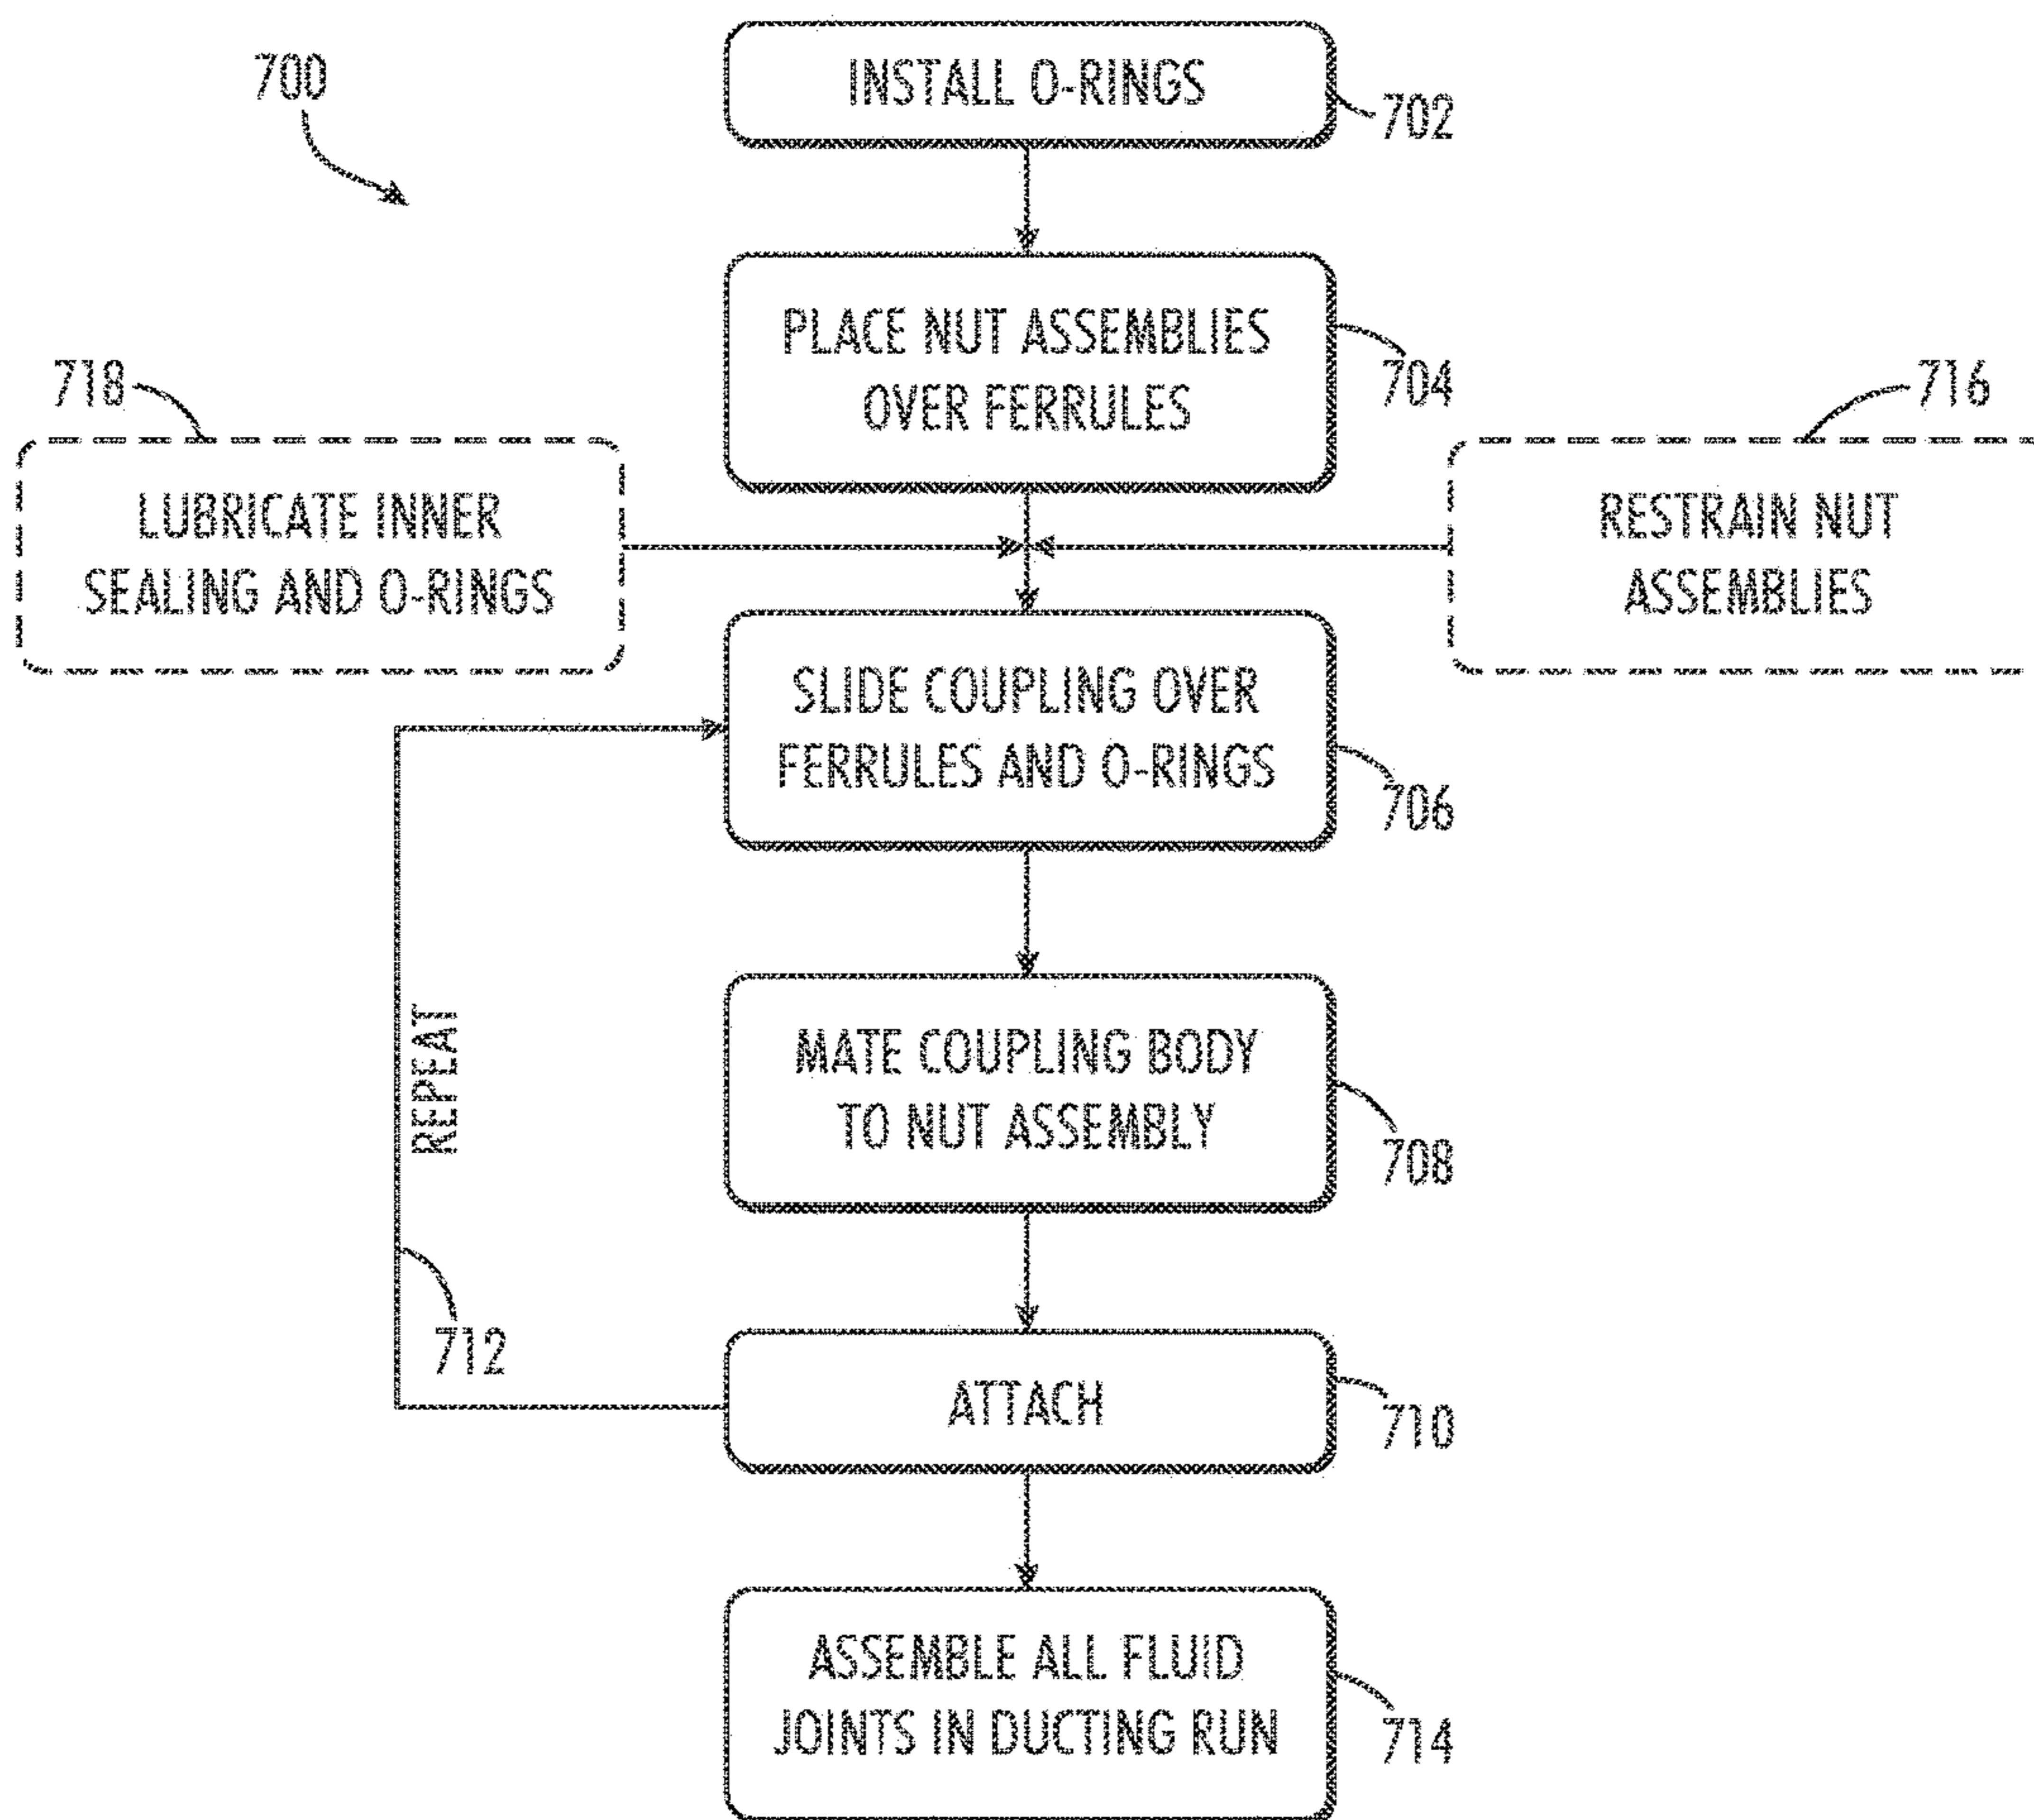 700
INSTALL O-RINGS
702
PLACE NUT ASSEMBLIES
OVER FERRULES
704
718
716
LUBRICATE INNER
SEALING AND O-RINGS
RESTRAIN NUT
ASSEMBLIES
SLIDE COUPLING OVER
FERRULES AND O-RINGS
706
REPEAT
MATE COUPLING BODY
TO NUT ASSEMBLY
708
712
ATTACH
710
ASSEMBLE ALL FLUID
JOINTS IN DUCTING RUN
714